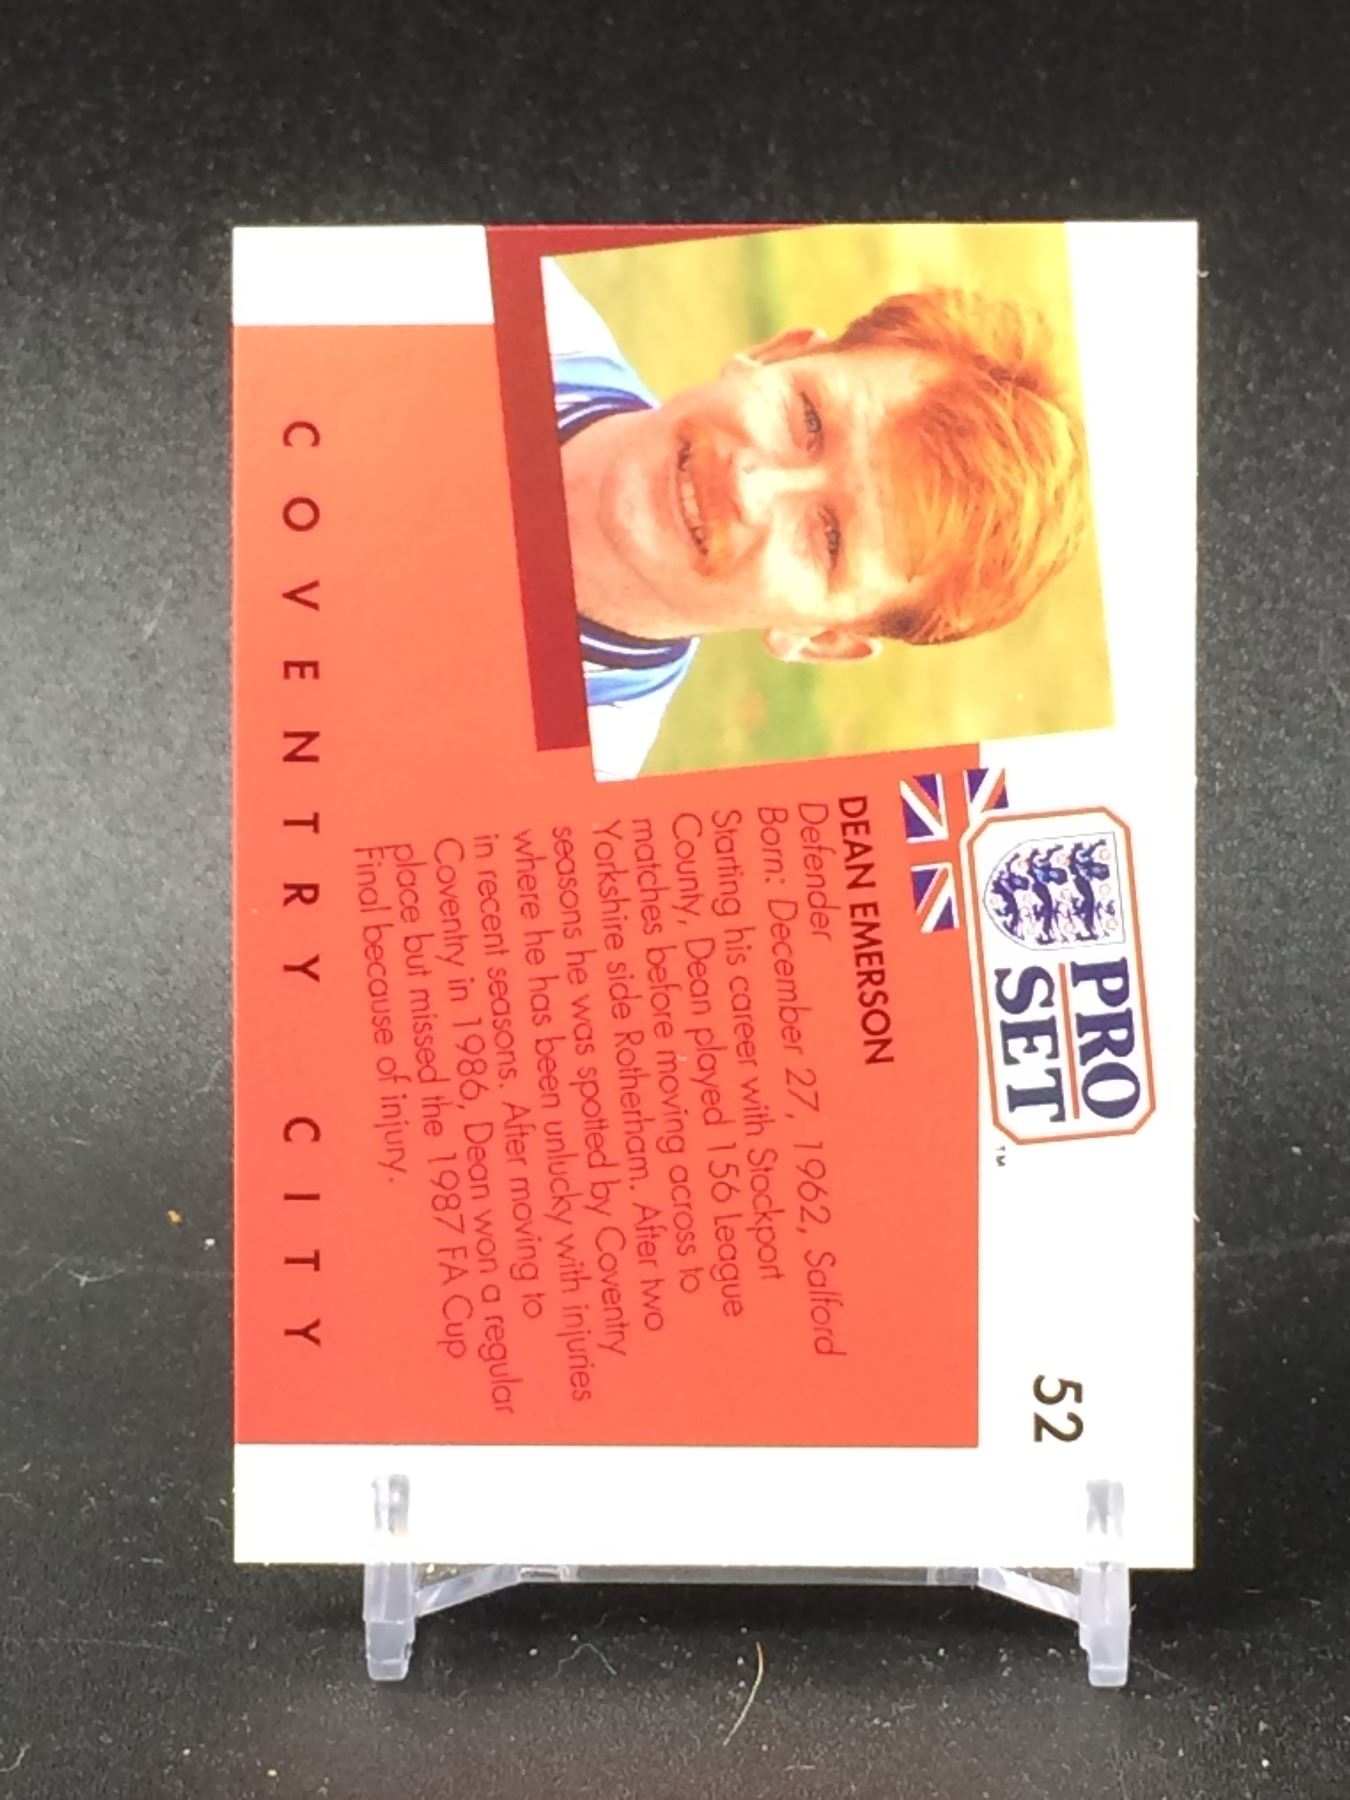 PRO
SET
™
52
DEAN EMERSON
Defender
Born: December 27, 1962, Salford
Starting his career with Stockport
County, Dean played 156 League
matches before moving across to
Yorkshire side Rotherham. After two
seasons he was spotted by Coventry
where he has been unlucky with injuries
in recent seasons. After moving to
Coventry in 1986, Dean won a regular
place but missed the 1987 FA Cup
Final because of injury.
COVENTRY CITY